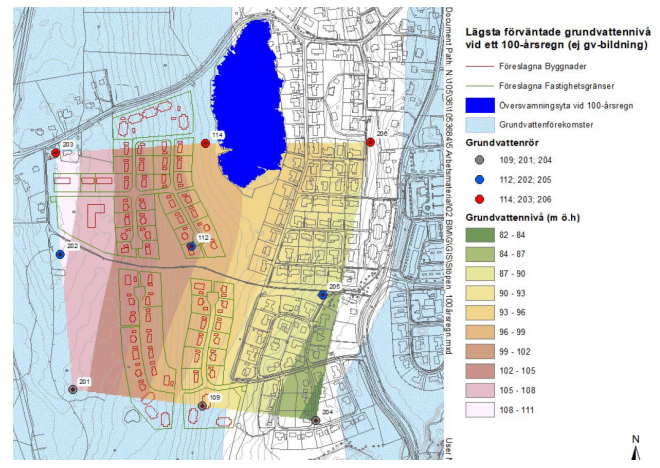 Lägsta förväntade grundvattennivå
vid ett 100-årsregn (ej gv-bildning)
Föreslagna Byggnader
Föreslagna Fastighetsgränser
Översvamningsyta vid 100-årsregn
Grundvattenförekomster
Grundvattenrör
109; 201; 204
112; 202; 205
114; 203; 206
Grundvattennivå (m ö.h)
82 - 84
84 - 87
87 - 90
90 - 93
93 - 96
96 - 99
99 - 102
102 - 105
105 - 108
108 - 111
N
203
114
206
202
112
205
201
109
204
Document Path: